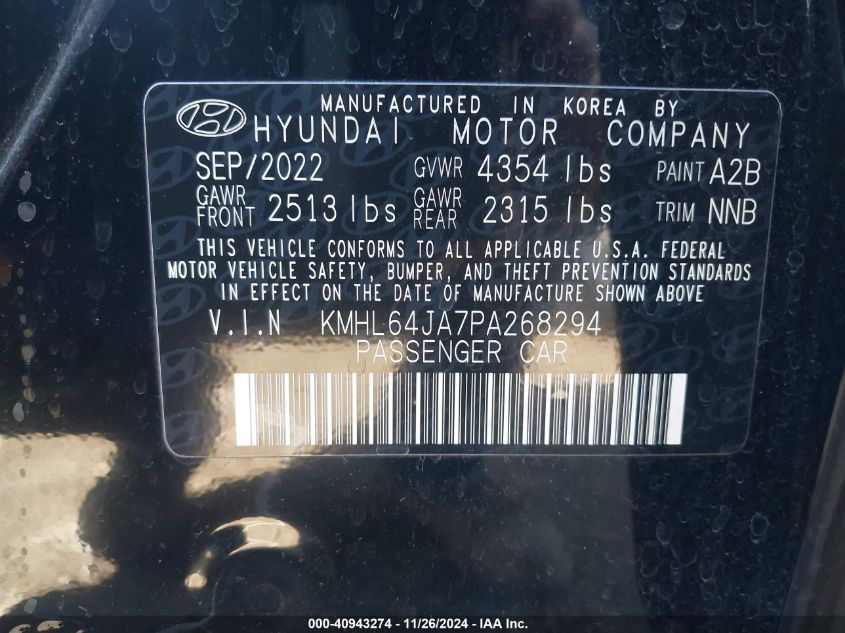 MANUFACTURED IN KOREA BY
HYUNDAI MOTOR COMPANY
SEP/2022 GVWR 4354 lbs PAINT A2B
GAWR FRONT 2513 lbs GAWR REAR 2315 lbs TRIM NNB
THIS VEHICLE CONFORMS TO ALL APPLICABLE U.S.A. FEDERAL
MOTOR VEHICLE SAFETY, BUMPER, AND THEFT PREVENTION STANDARDS
IN EFFECT ON THE DATE OF MANUFACTURE SHOWN ABOVE
V.I.N KMHL64JA7PA268294
PASSENGER CAR
000-40943274 - 11/26/2024 - IAA Inc.